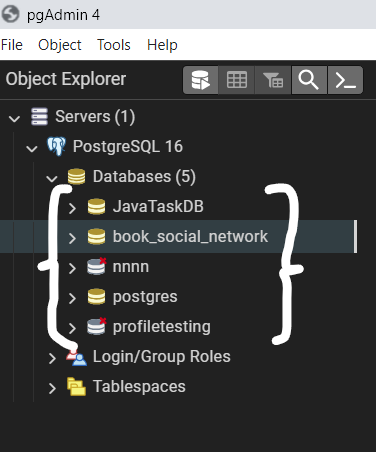 pgAdmin 4
File Object Tools Help
Object Explorer
Servers (1)
PostgreSQL 16
Databases (5)
JavaTaskDB
book_social_network
nnnn
postgres
profiletesting
Login/Group Roles
Tablespaces